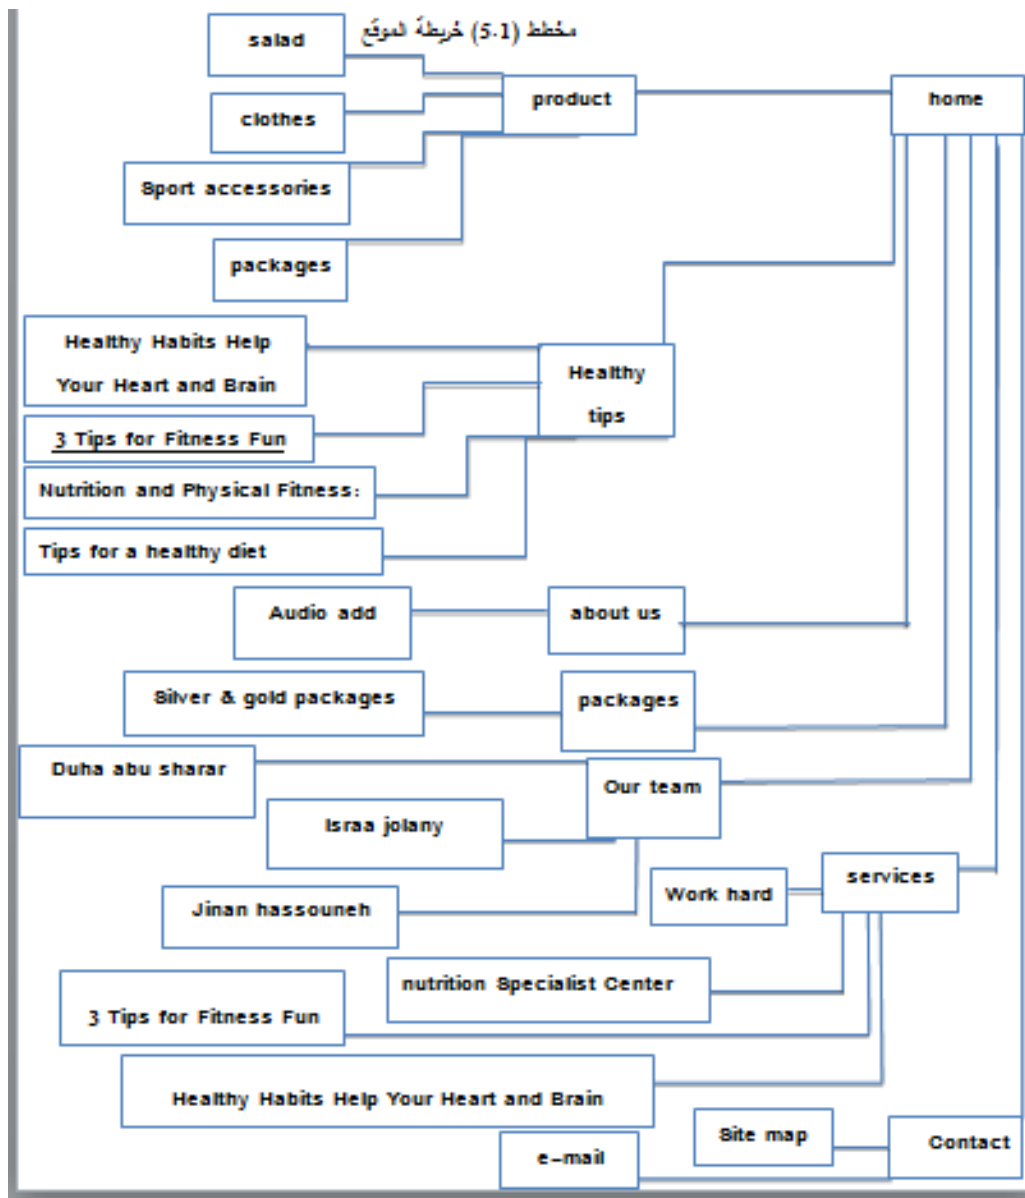 مخطط (5.1) خريطة الموقع
salad
product
home
clothes
Sport accessories
packages
Healthy Habits Help
Your Heart and Brain
Healthy
tips
3 Tips for Fitness Fun
Nutrition and Physical Fitness:
Tips for a healthy diet
Audio add
about us
Silver & gold packages
packages
Duha abu sharar
Our team
Israa jolany
services
Work hard
Jinan hassouneh
nutrition Specialist Center
3 Tips for Fitness Fun
Healthy Habits Help Your Heart and Brain
Site map
Contact
e-mail